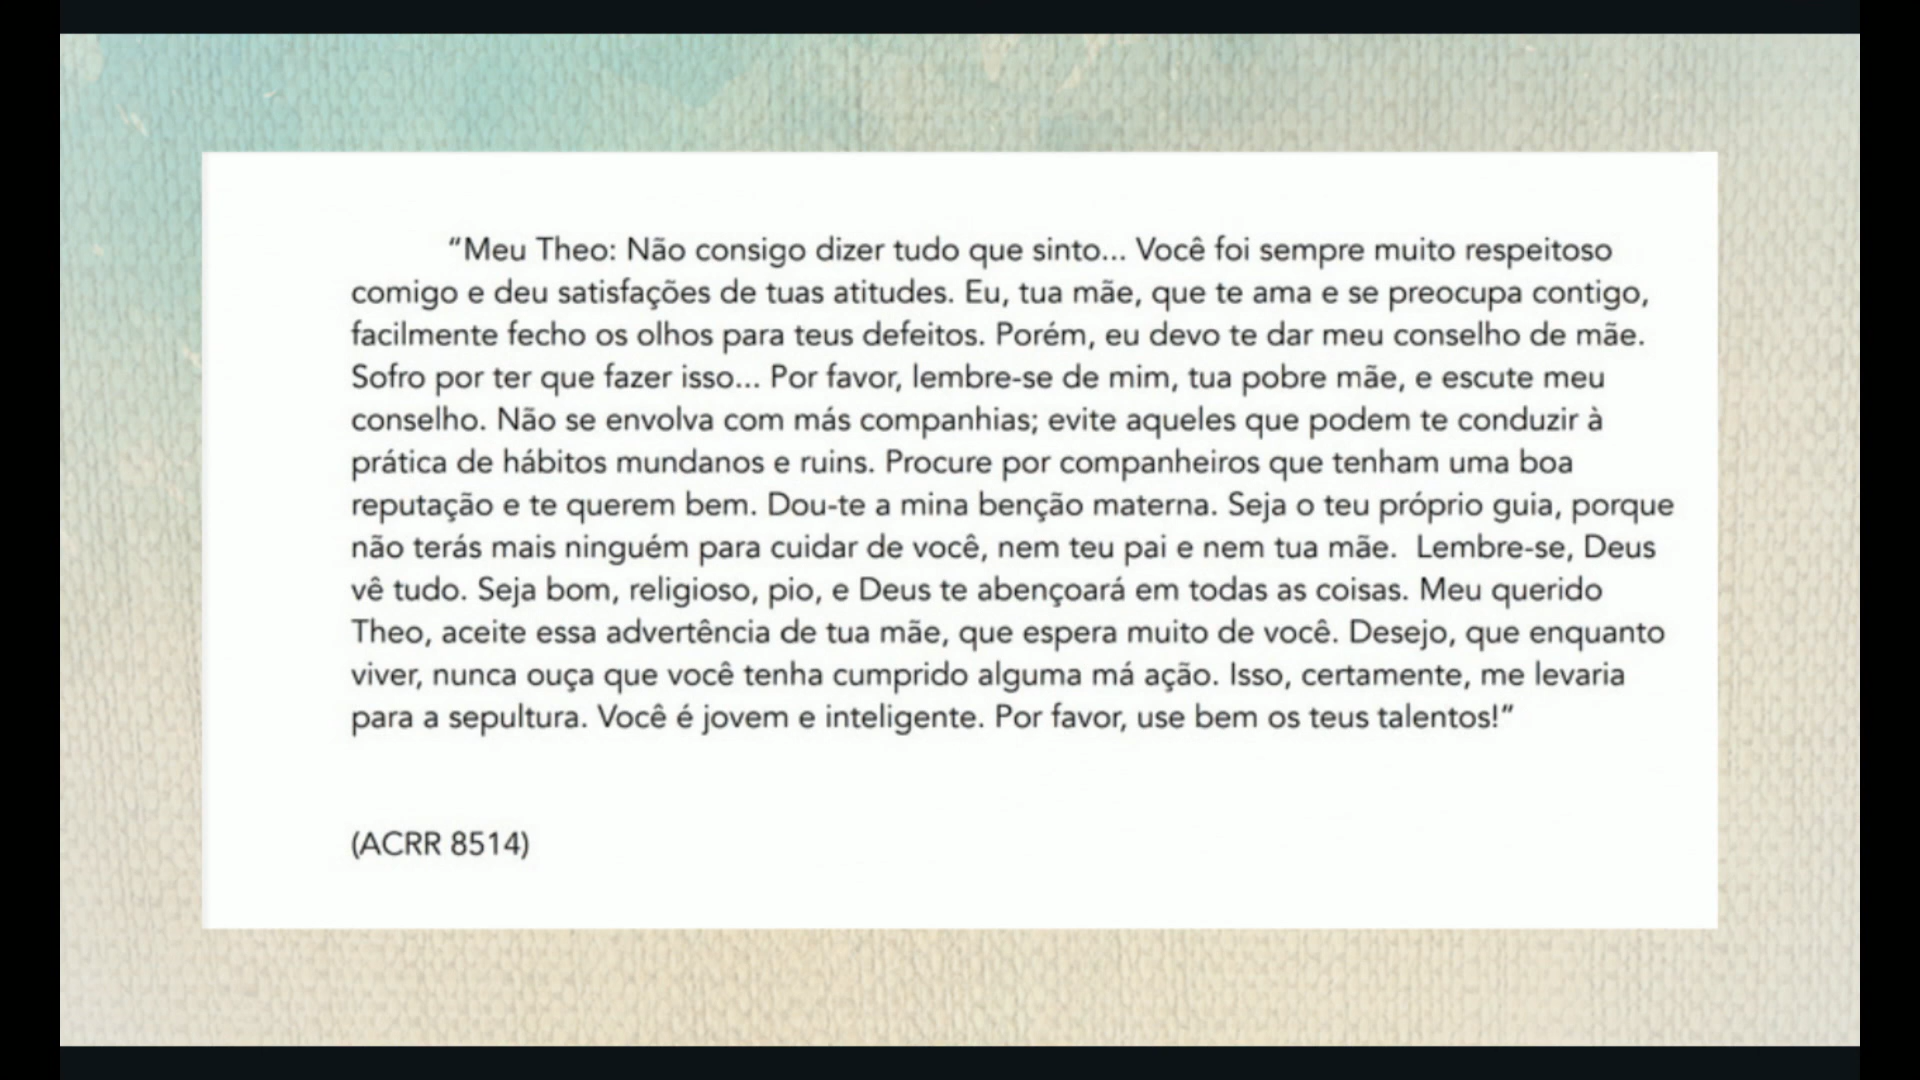 “Meu Theo: Não consigo dizer tudo que sinto... Você foi sempre muito respeitoso
comigo e deu satisfações de tuas atitudes. Eu, tua mãe, que te ama e se preocupa contigo,
facilmente fecho os olhos para teus defeitos. Porém, eu devo te dar meu conselho de mãe.
Sofro por ter que fazer isso... Por favor, lembre-se de mim, tua pobre mãe, e escute meu
conselho. Não se envolva com más companhias; evite aqueles que podem te conduzir à
prática de hábitos mundanos e ruins. Procure por companheiros que tenham uma boa
reputação e te querem bem. Dou-te a mina benção materna. Seja o teu próprio guia, porque
não terás mais ninguém para cuidar de você, nem teu pai e nem tua mãe.  Lembre-se, Deus
vê tudo. Seja bom, religioso, pio, e Deus te abençoará em todas as coisas. Meu querido
Theo, aceite essa advertência de tua mãe, que espera muito de você. Desejo, que enquanto
viver, nunca ouça que você tenha cumprido alguma má ação. Isso, certamente, me levaria
para a sepultura. Você é jovem e inteligente. Por favor, use bem os teus talentos!”
(ACRR 8514)